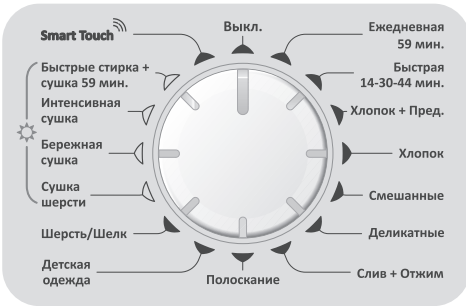 Smart Touch
Выкл.
Ежедневная
59 мин.
Быстрые стирка +
сушка 59 мин.
Быстрая
14-30-44 мин.
Интенсивная
сушка
Хлопок + Пред.
Бережная
сушка
Хлопок
Сушка
шерсти
Смешанные
Шерсть/Шелк
Деликатные
Детская
одежда
Полоскание
Слив + Отжим